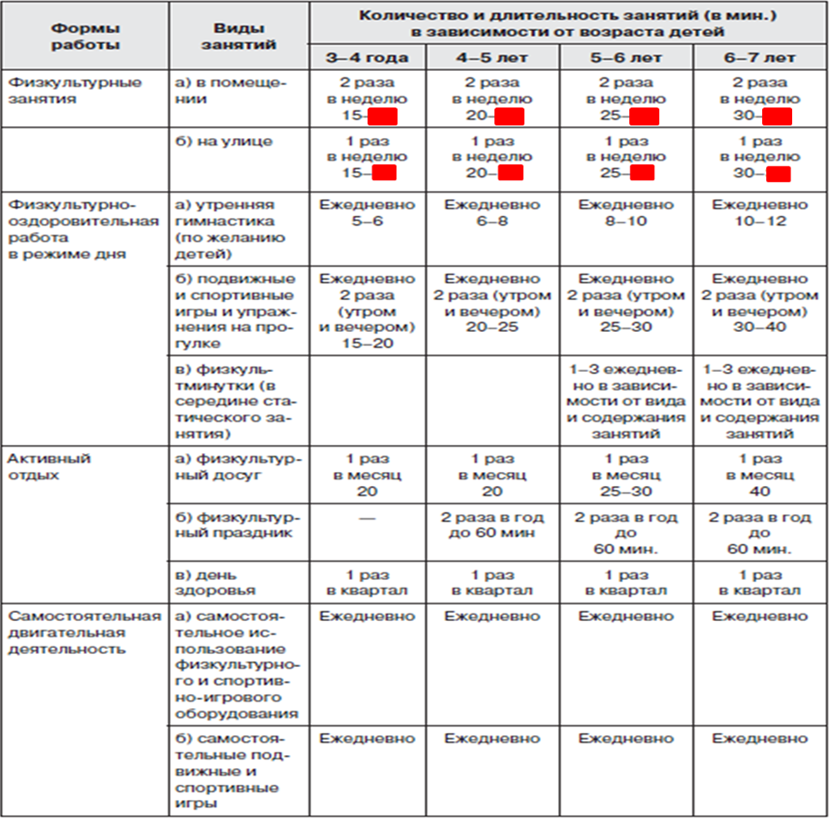 Формы
работы
Виды
занятий
Количество и длительность занятий (в мин.)
в зависимости от возраста детей
3–4 года
4–5 лет
5–6 лет
6–7 лет
Физкультурные
занятия
а) в помеще-
нии
2 раза
в неделю
15-
2 раза
в неделю
20-
2 раза
в неделю
25–
2 раза
в неделю
30–
б) на улице
1 раз
в неделю
15–
1 раз
в неделю
20–
1 раз
в неделю
25–
1 раз
в неделю
30–
Физкультурно-
оздоровительная
работа
в режиме дня
а) утренняя
гимнастика
(по желанию
детей)
Ежедневно
5–6
Ежедневно
6–8
Ежедневно
8–10
Ежедневно
10–12
б) подвижные
и спортивные
игры и упраж-
нения на про-
гулке
Ежедневно
2 раза
(утром
и вечером)
15–20
Ежедневно
2 раза (утром
и вечером)
20–25
Ежедневно
2 раза (утром
и вечером)
25–30
Ежедневно
2 раза (утром
и вечером)
30–40
в) физкуль-
тминутки (в
середине ста-
тического за-
нятия)
1–3 ежеднев-
но в зависи-
мости от вида
и содержания
занятий
1–3 ежеднев-
но в зависи-
мости от вида
и содержания
занятий
Активный
отдых
а) физкультур-
ный досуг
1 раз
в месяц
20
1 раз
в месяц
20
1 раз
в месяц
25–30
1 раз
в месяц
40
б) физкультур-
ный праздник
—
2 раза в год
до 60 мин
2 раза в год
до
60 мин.
2 раза в год
до
60 мин.
в) день
здоровья
1 раз
в квартал
1 раз
в квартал
1 раз
в квартал
1 раз
в квартал
Самостоятельная
двигательная
деятельность
а) самостоя-
тельное ис-
пользование
физкультурно-
го и спортив-
но-игрового
оборудования
Ежедневно
Ежедневно
Ежедневно
Ежедневно
б) самостоя-
тельные под-
вижные и
спортивные
игры
Ежедневно
Ежедневно
Ежедневно
Ежедневно